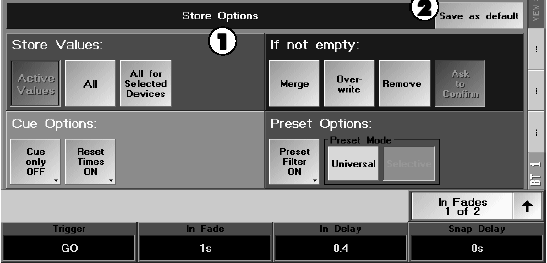 Store Options
2
Save as default
VIEW
1
Store Values:
If not empty:
Active Values
All
All for Selected Devices
Merge
Over-write
Remove
Ask to Confirm
Cue Options:
Preset Options:
Cue only OFF
Reset Times ON
Preset Filter ON
Preset Mode
Universal
Selective
In Fades
1 of 2
Trigger
In Fade
In Delay
Snap Delay
GO
1s
0.4
0s